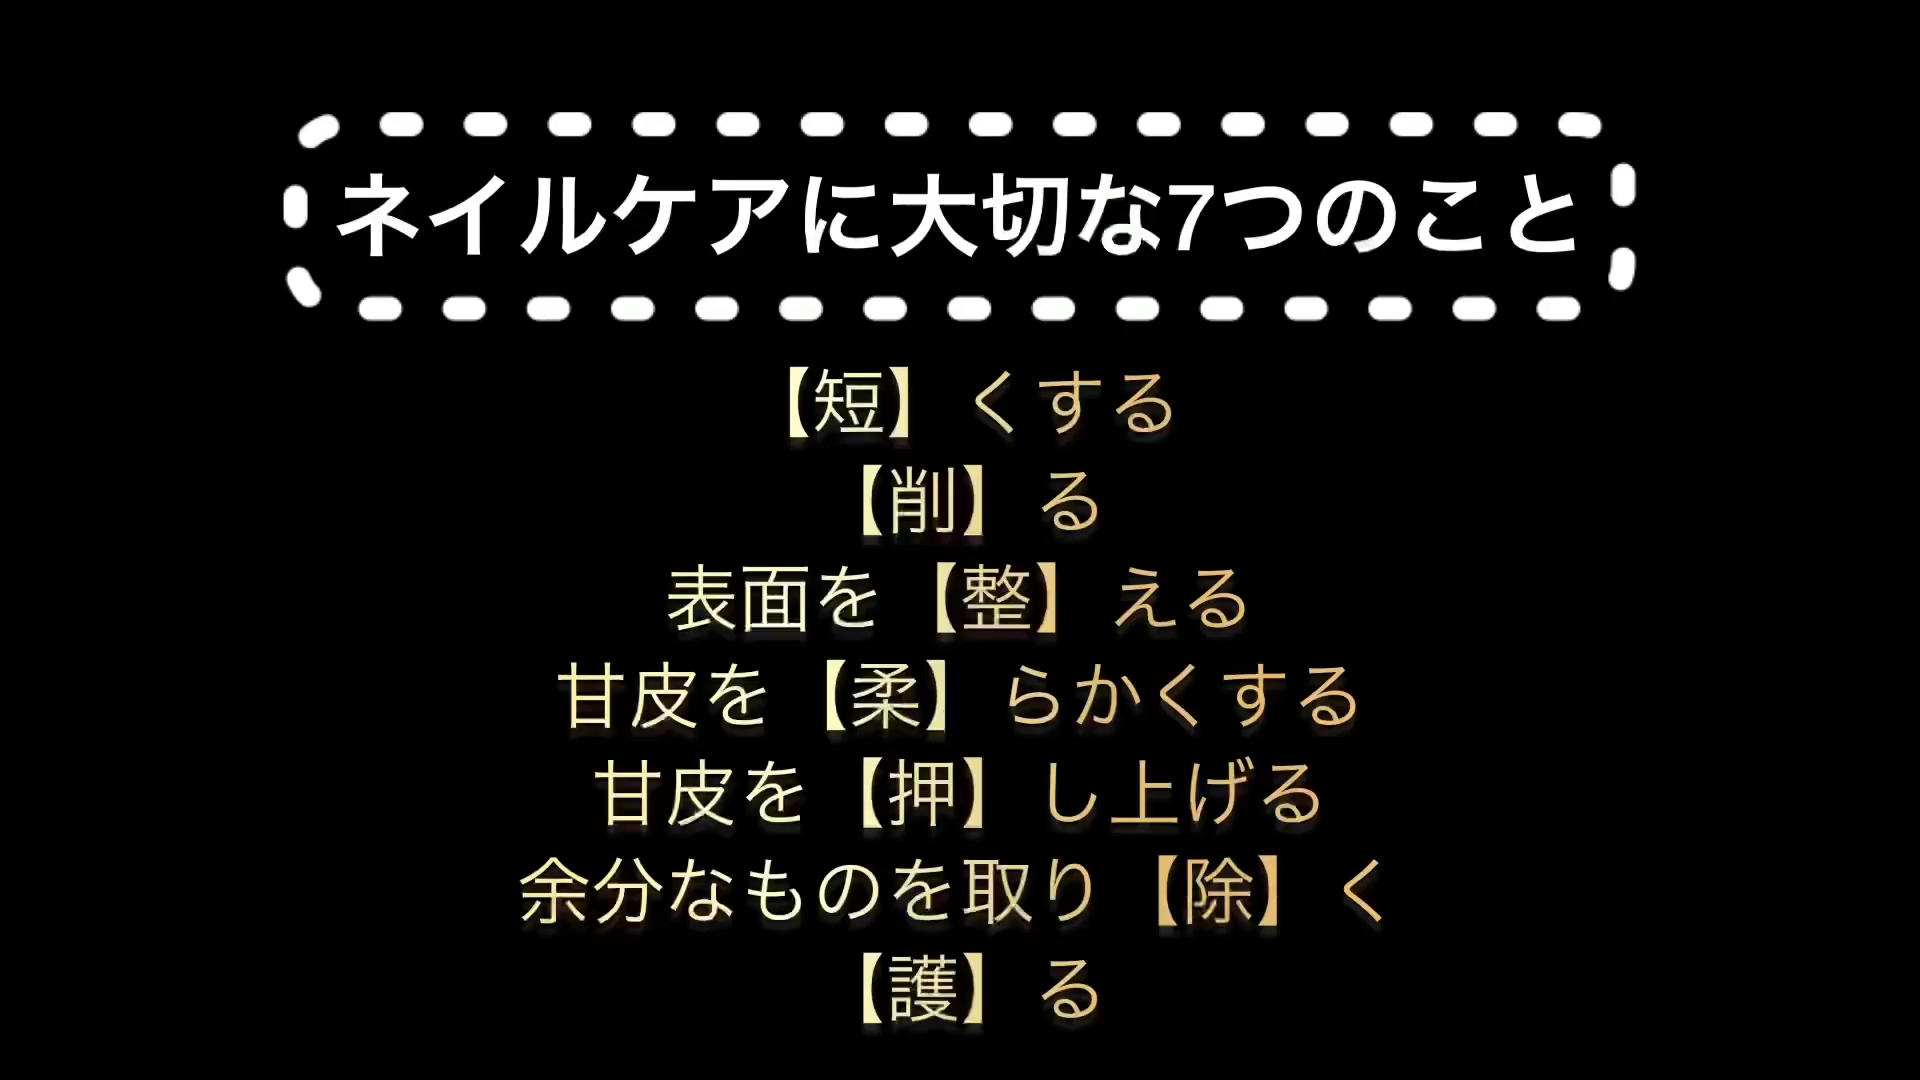 ネイルケアに大切な7つのこと
【短】くする
【削】る
表面を【整】える
甘皮を【柔】らかくする
甘皮を【押】し上げる
余分なものを取り【除】く
【護】る